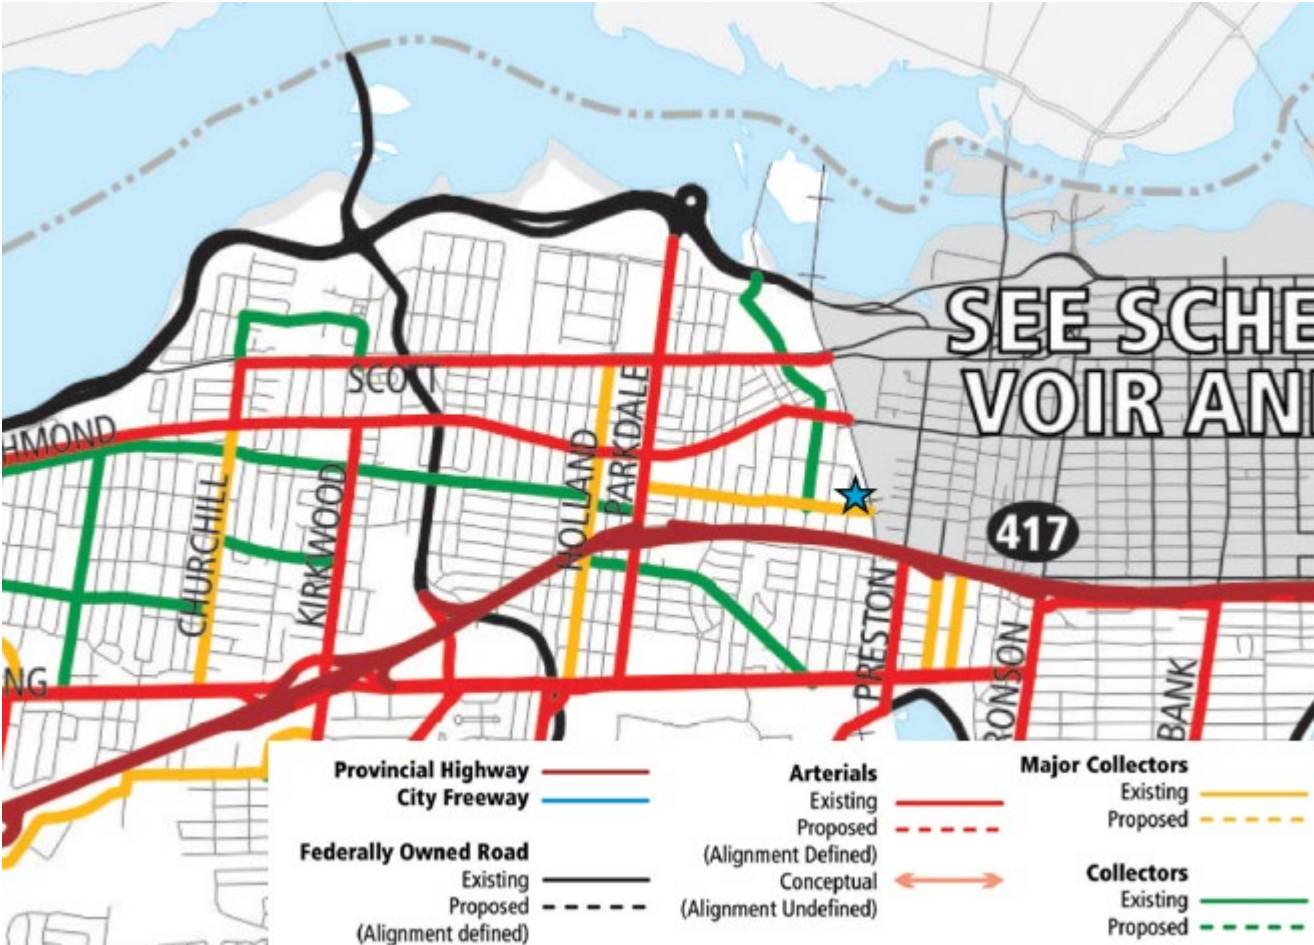 SEE SCHE
VOIR AN
SCOTT
HMOND
HOLLAND
PARKDALE
CHURCHILL
KIRKWOOD
417
PRESTON
RONSON
BANK
NG
Provincial Highway
City Freeway
Federally Owned Road
Existing
Proposed
(Alignment defined)
Arterials
Existing
Proposed
(Alignment Defined)
Conceptual
(Alignment Undefined)
Major Collectors
Existing
Proposed
Collectors
Existing
Proposed